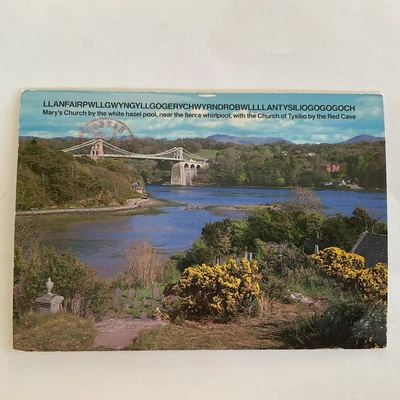 LLANFAIRPWLLGWYNGYLLGOGERYCHWYRNDROBWLLLLANTYSILIOGOGOGOCH
Mary's Church by the white hazel pool, near the fierce whirlpool, with the Church of Tysilio by the Red Cave